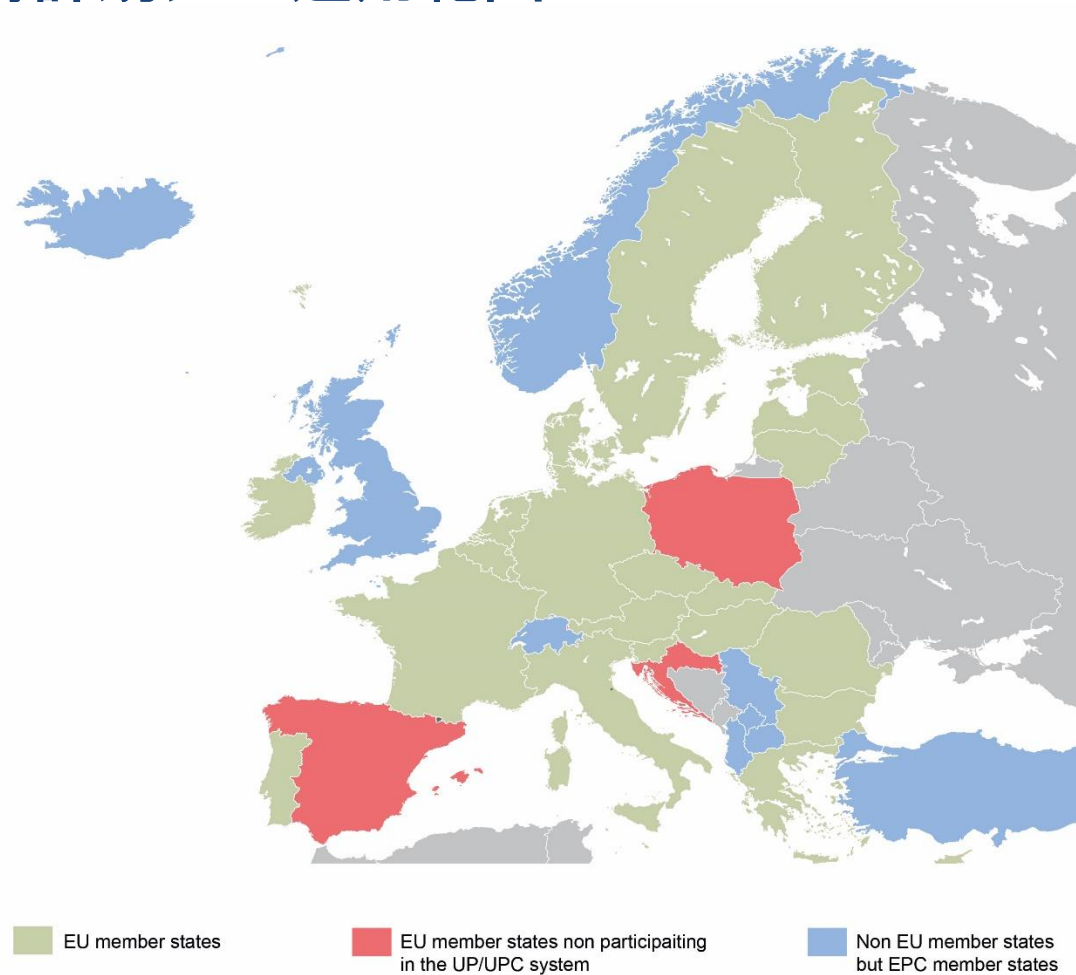 EU member states
EU member states non participaiting
in the UP/UPC system
Non EU member states
but EPC member states